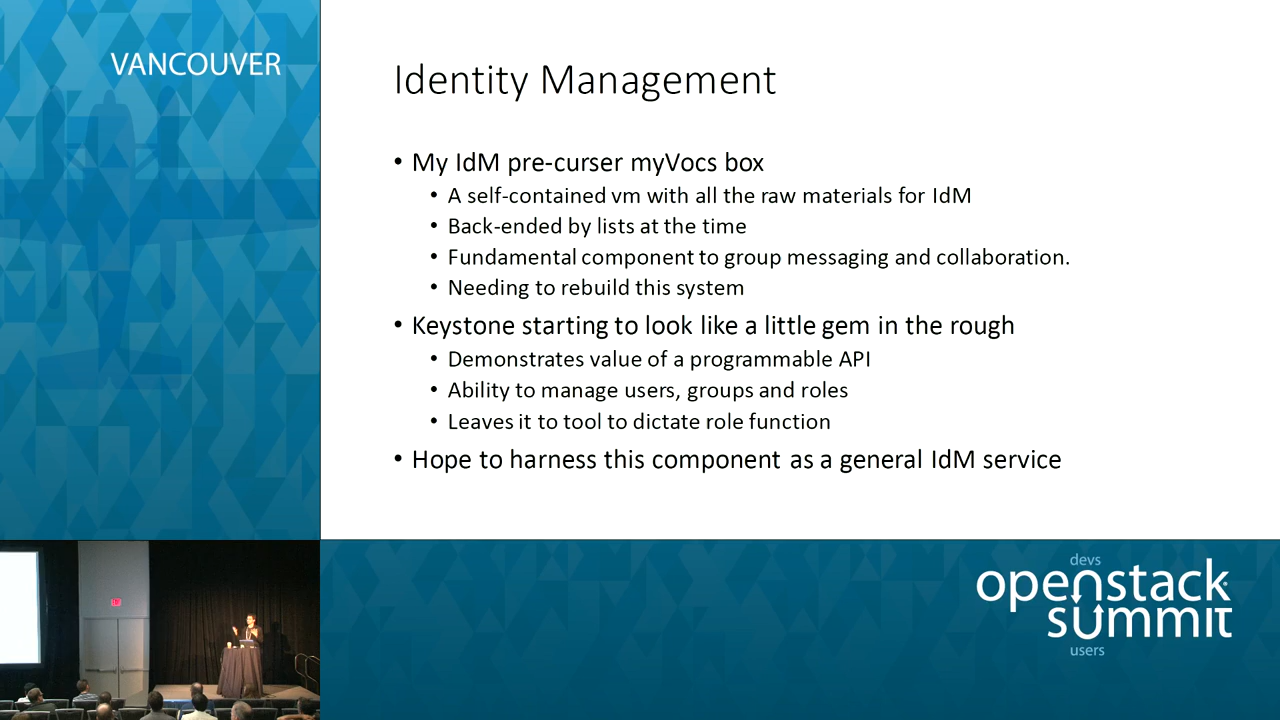 VANCOUVER
Identity Management
• My IdM pre-curser myVocs box
• A self-contained vm with all the raw materials for IdM
• Back-ended by lists at the time
• Fundamental component to group messaging and collaboration.
• Needing to rebuild this system
• Keystone starting to look like a little gem in the rough
• Demonstrates value of a programmable API
• Ability to manage users, groups and roles
• Leaves it to tool to dictate role function
• Hope to harness this component as a general IdM service
devs
openstack
summit
users